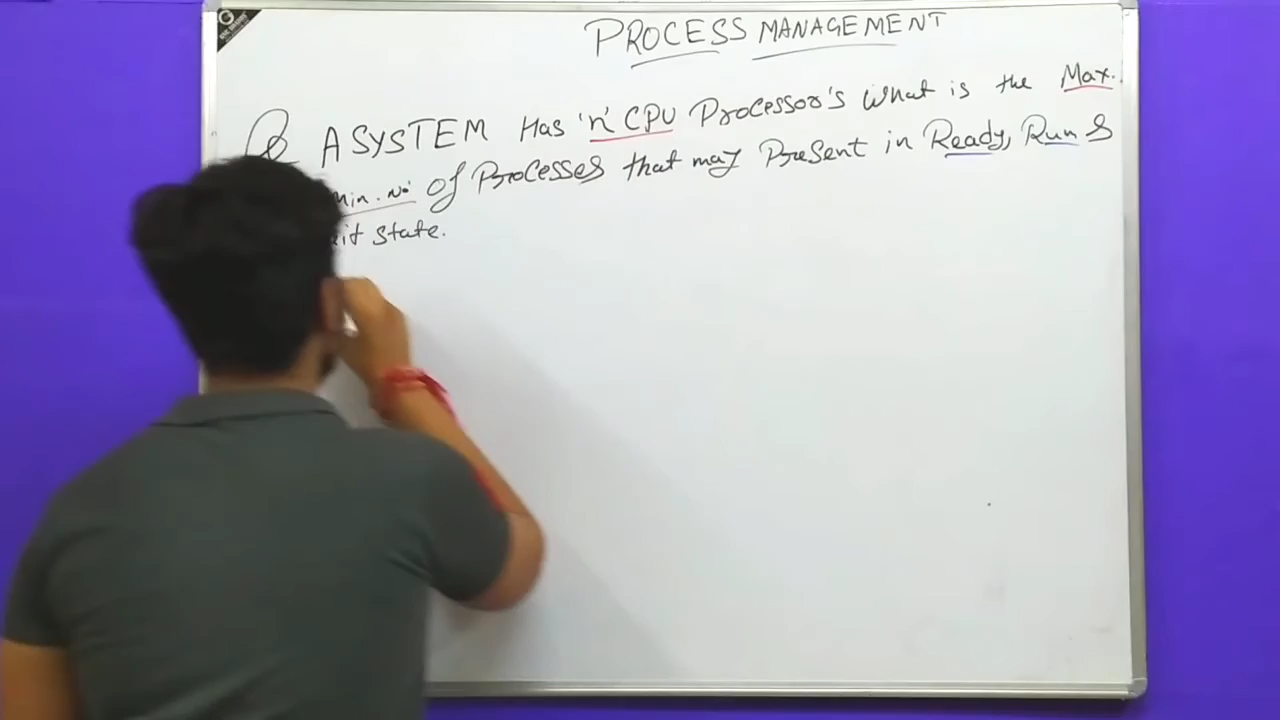 PROCESS MANAGEMENT
Q A SYSTEM Has 'n' CPU Processor's what is the Max.
min. No of Processes that may Present in Ready, Run &
it state.